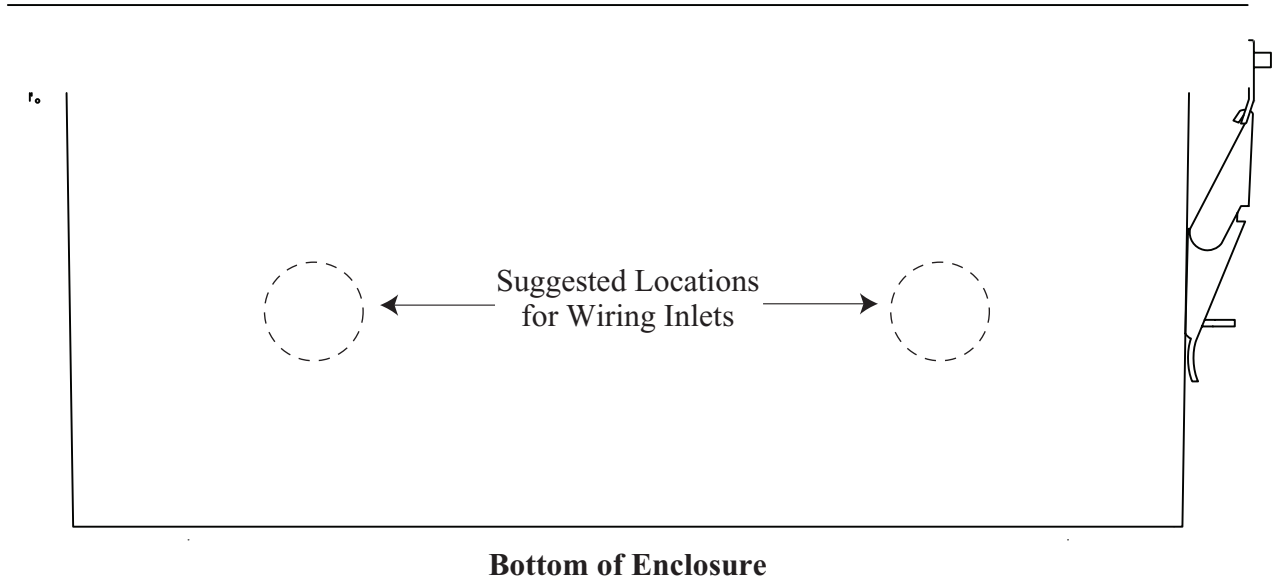 Suggested Locations
for Wiring Inlets
Bottom of Enclosure